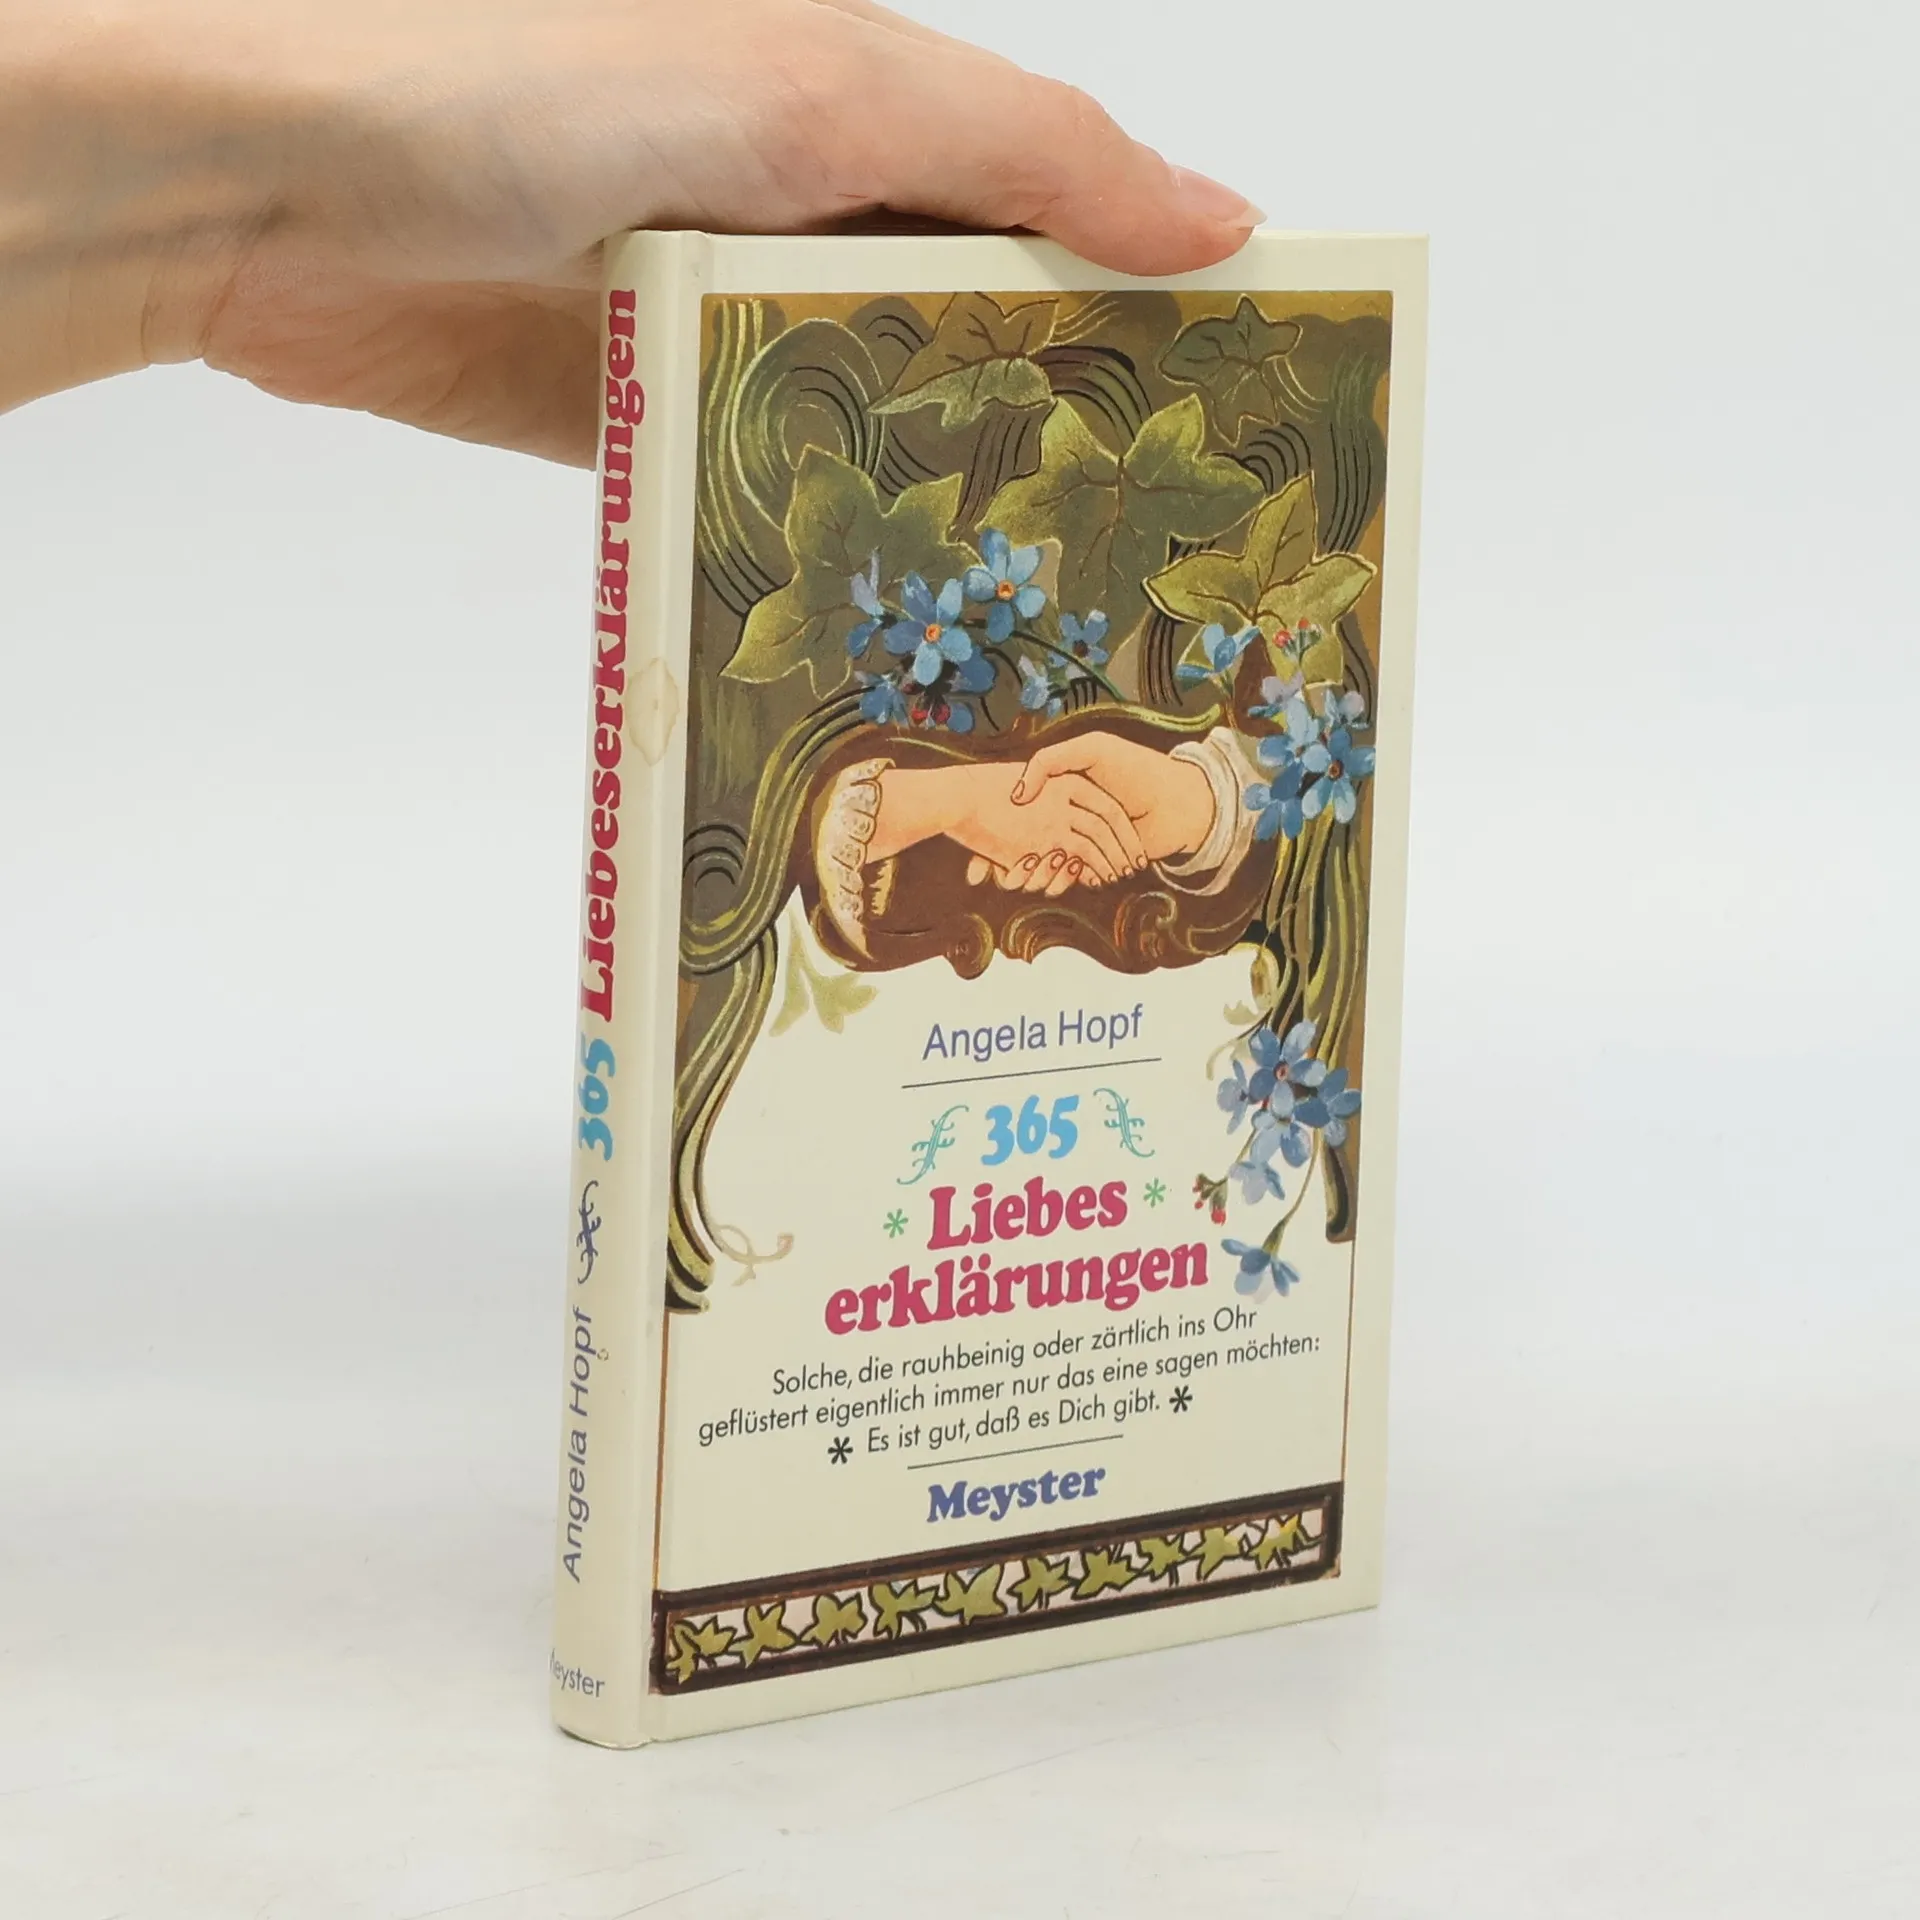 365 Liebeserklärungen
Angela Hopf
Angela Hopf
365
* Liebes *
erklärungen
Solche, die rauhbeinig oder zärtlich ins Ohr
geflüstert eigentlich immer nur das eine sagen möchten:
* Es ist gut, daß es Dich gibt. *
Meyster
Meyster